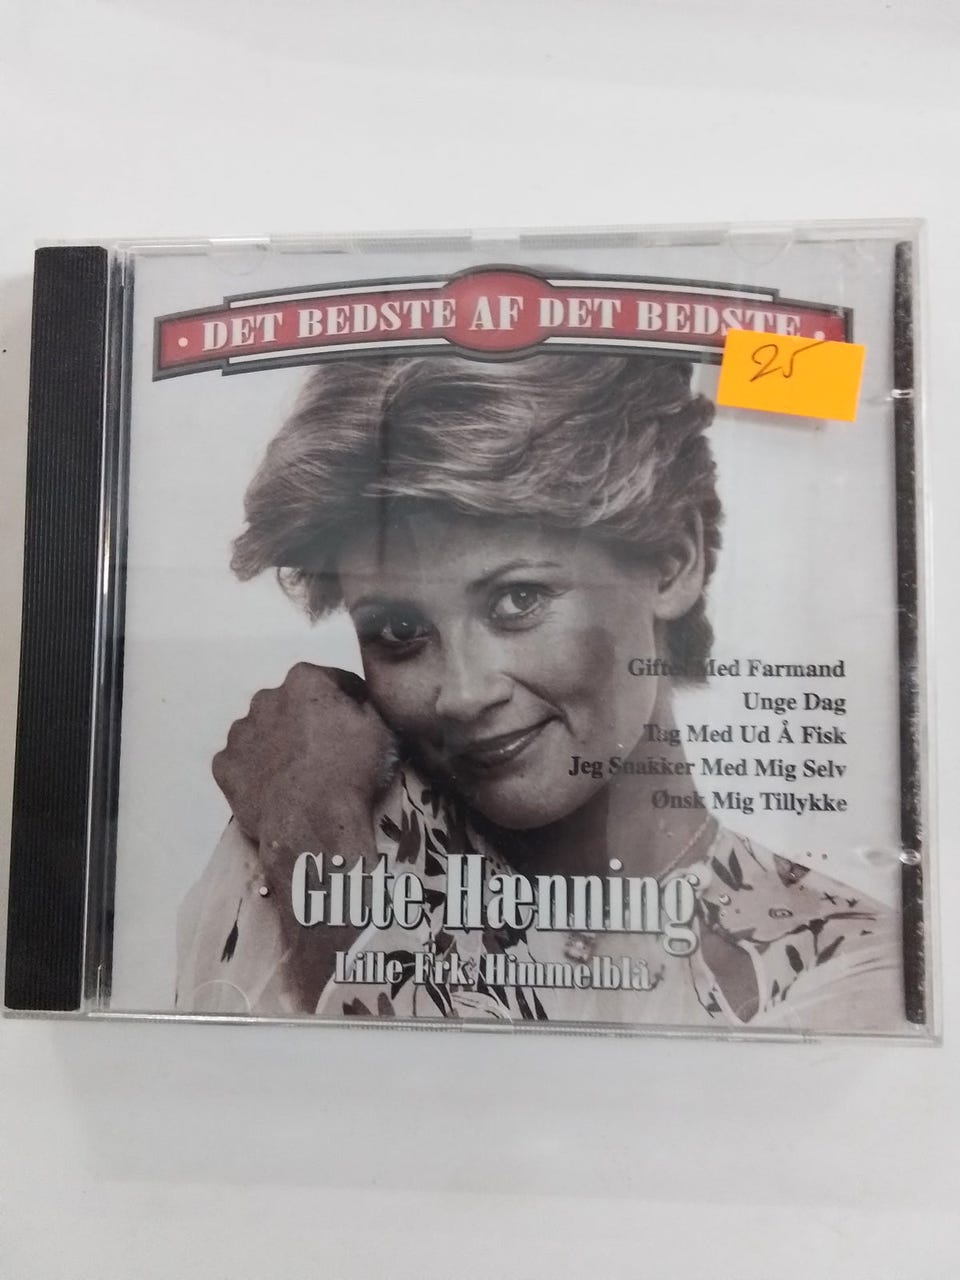 · DET BEDSTE AF DET BEDSTE ·
25
Giftes Med Farmand
Unge Dag
Tag Med Ud Å Fisk
Jeg Snakker Med Mig Selv
Ønsk Mig Tillykke
Gitte Hænning
Lille Frk. Himmelblå